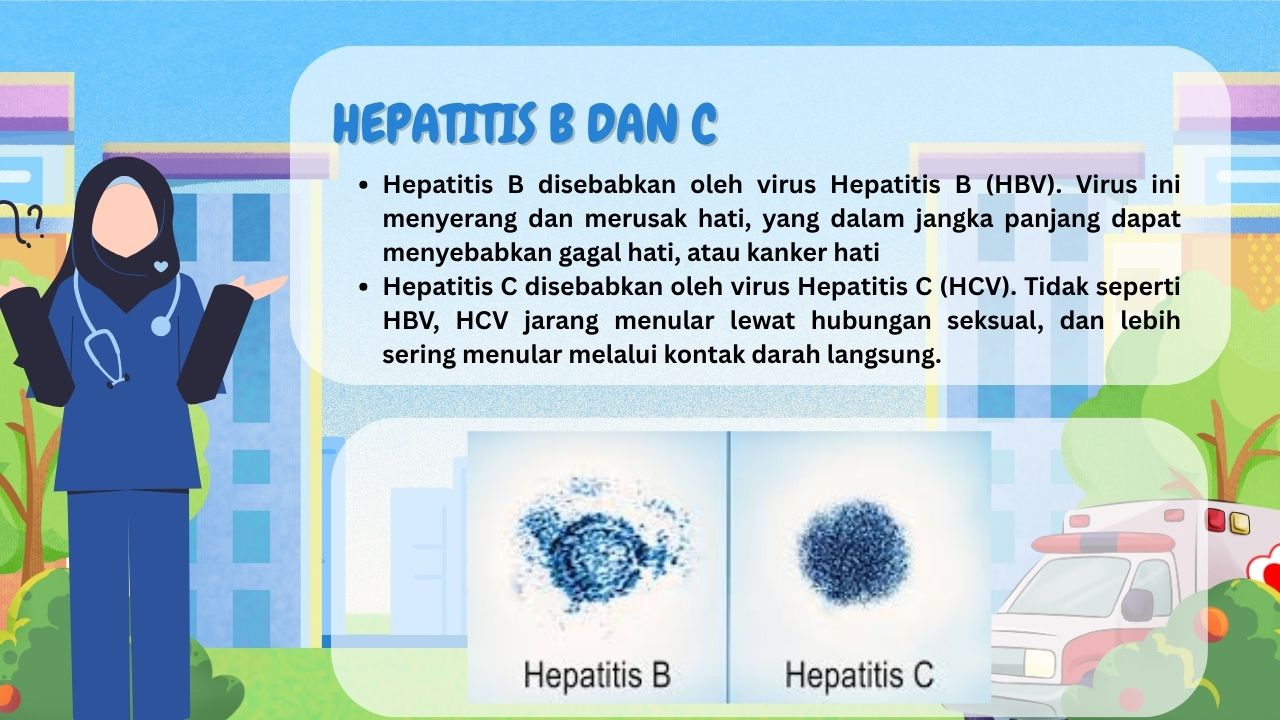 HEPATITIS B DAN C
• Hepatitis B disebabkan oleh virus Hepatitis B (HBV). Virus ini
menyerang dan merusak hati, yang dalam jangka panjang dapat
menyebabkan gagal hati, atau kanker hati
• Hepatitis C disebabkan oleh virus Hepatitis C (HCV). Tidak seperti
HBV, HCV jarang menular lewat hubungan seksual, dan lebih
sering menular melalui kontak darah langsung.
??
Hepatitis B
Hepatitis C